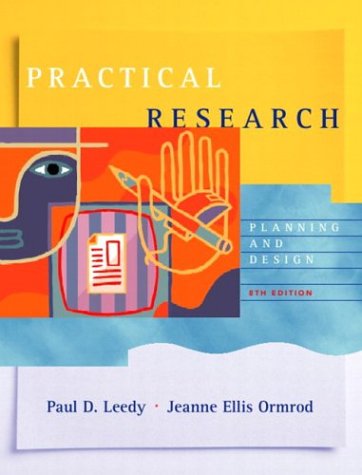 PRACTICAL
RESEARCH
PLANNING
AND
DESIGN
8TH EDITION
Paul D. Leedy · Jeanne Ellis Ormrod